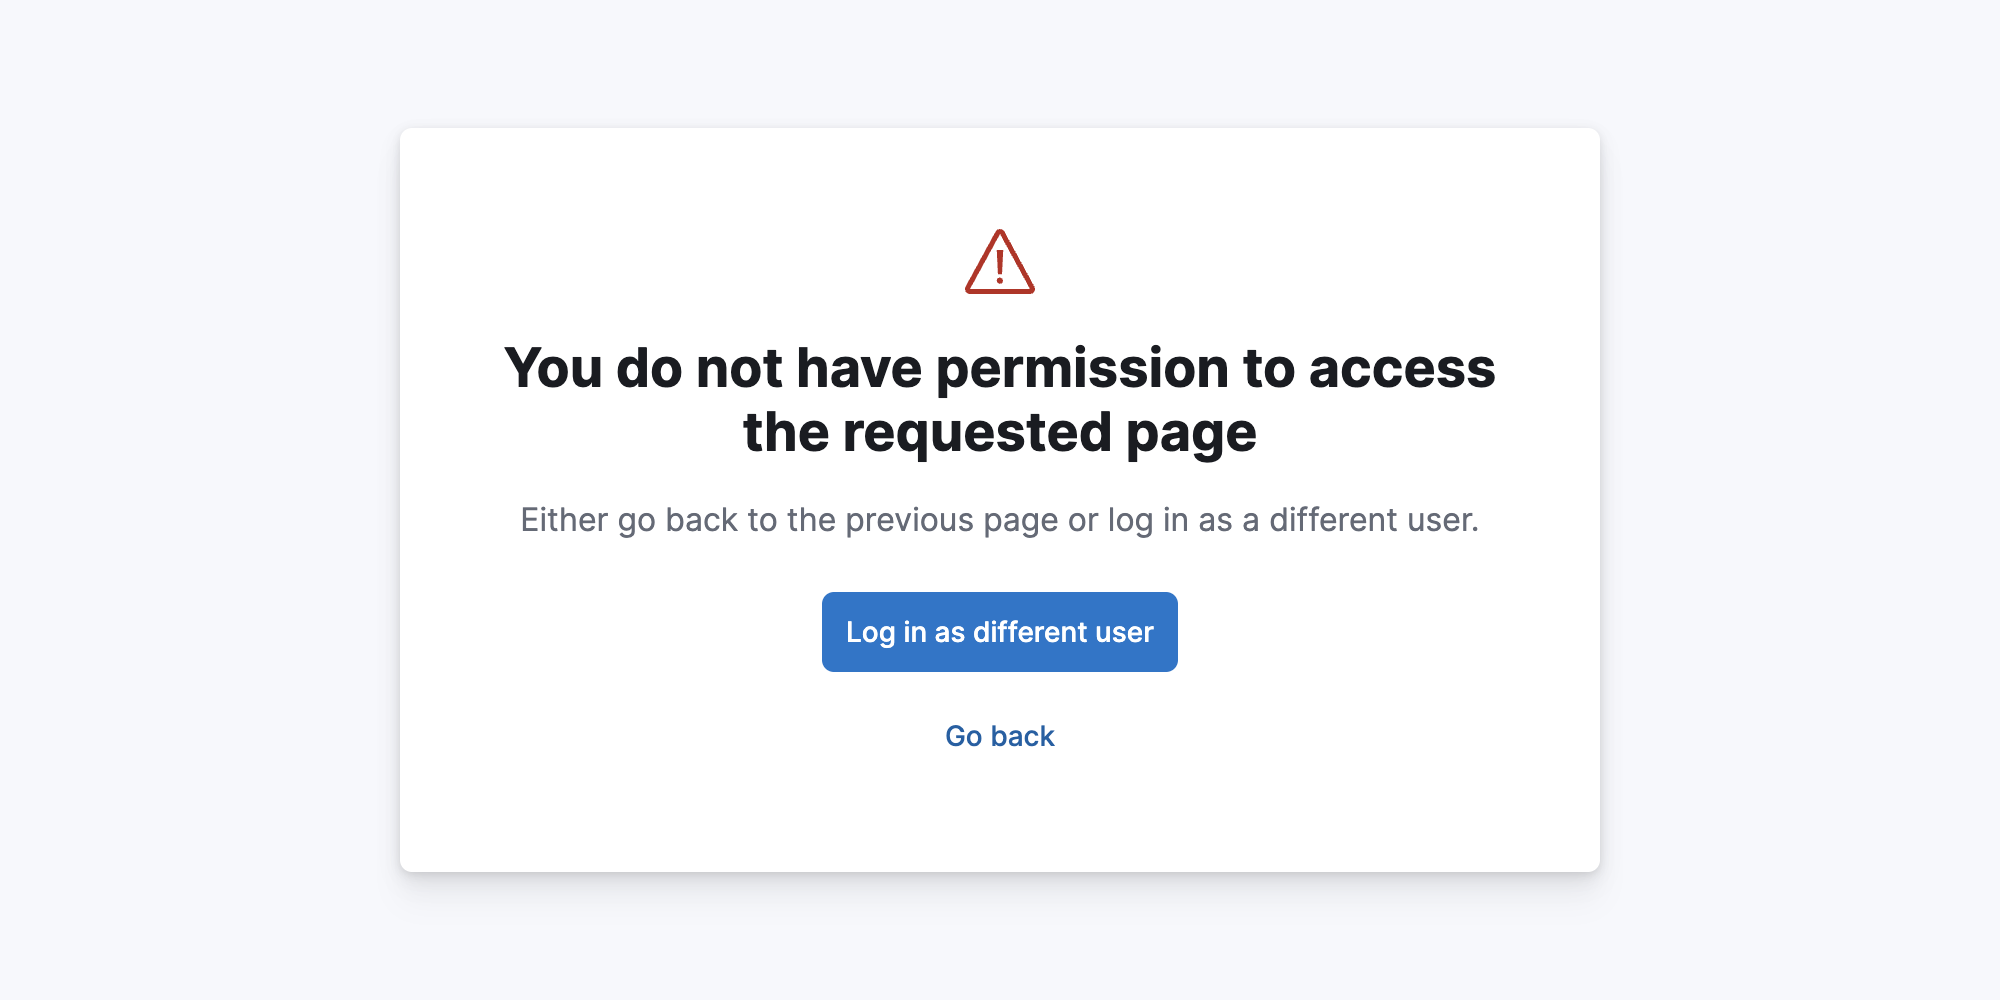 You do not have permission to access
the requested page
Either go back to the previous page or log in as a different user.
Log in as different user
Go back